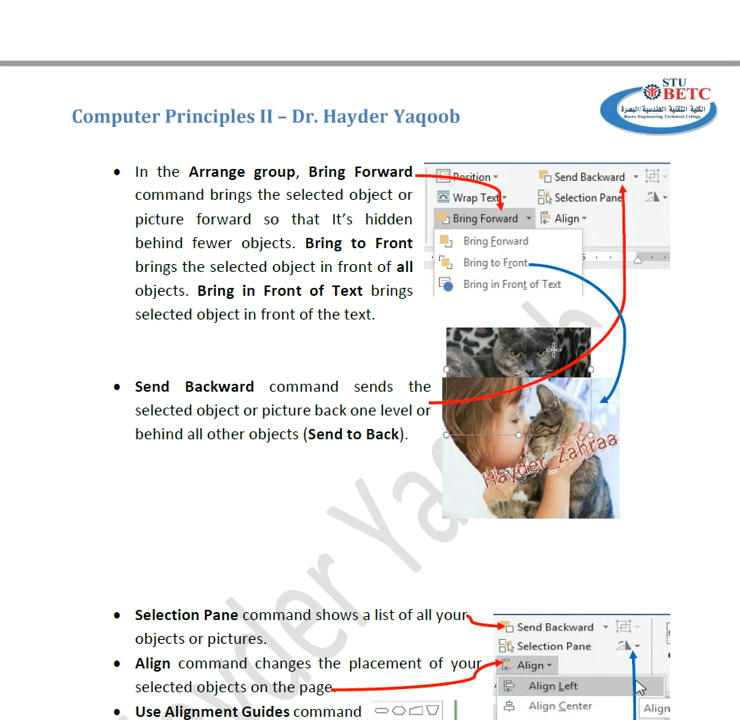 STU
BETC
الكلية التقنية الهندسية/البصرة
Basra Engineering Technical College
Computer Principles II – Dr. Hayder Yaqoob
• In the Arrange group, Bring Forward
command brings the selected object or
picture forward so that It’s hidden
behind fewer objects. Bring to Front
brings the selected object in front of all
objects. Bring in Front of Text brings
selected object in front of the text.
Position
Wrap Text
Bring Forward
Send Backward
Selection Pane
Align
Bring Forward
Bring to Front
Bring in Front of Text
• Send Backward command sends the
selected object or picture back one level or
behind all other objects (Send to Back).
Hayder_Zahraa
Hayder Yaqoob
• Selection Pane command shows a list of all your
objects or pictures.
• Align command changes the placement of your
selected objects on the page.
• Use Alignment Guides command
Send Backward
Selection Pane
Align
Align Left
Align Center
Align